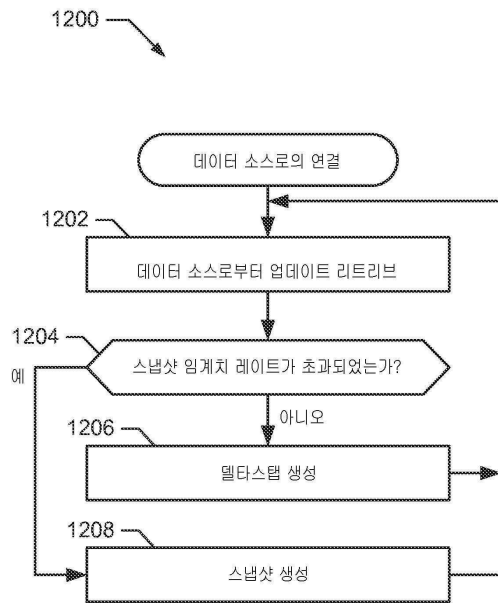 1200
데이터 소스로의 연결
1202
데이터 소스로부터 업데이트 리트리브
1204
스냅샷 임계치 레이트가 초과되었는가?
예
아니오
1206
델타스탭 생성
1208
스냅샷 생성